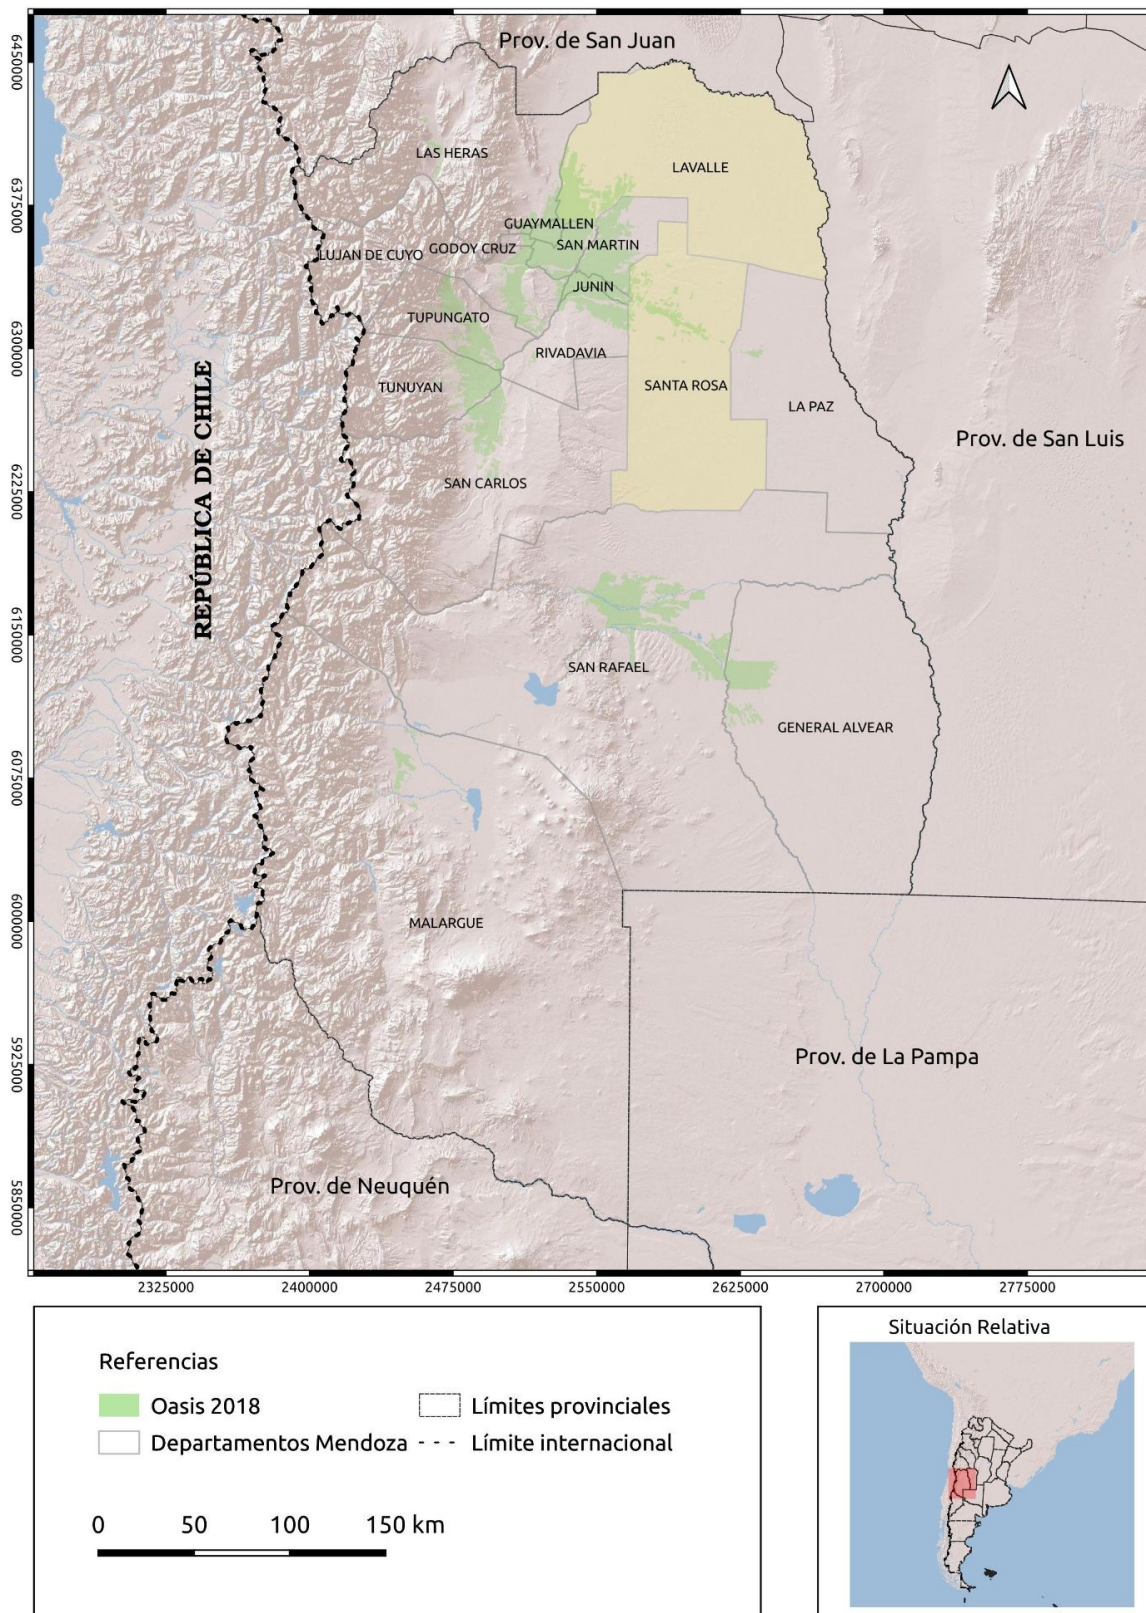 Prov. de San Juan
LAS HERAS
LAVALLE
GUAYMALLEN
SAN MARTIN
GODOY CRUZ
LUJAN DE CUYO
JUNIN
TUPUNGATO
RIVADAVIA
TUNUYAN
SANTA ROSA
LA PAZ
Prov. de San Luis
REPÚBLICA DE CHILE
SAN CARLOS
SAN RAFAEL
GENERAL ALVEAR
MALARGUE
Prov. de La Pampa
Prov. de Neuquén
6450000
6375000
6300000
6225000
6150000
6075000
6000000
5925000
5850000
2325000 2400000 2475000 2550000 2625000 2700000 2775000
Referencias
Oasis 2018
Límites provinciales
Departamentos Mendoza
Límite internacional
0 50 100 150 km
Situación Relativa